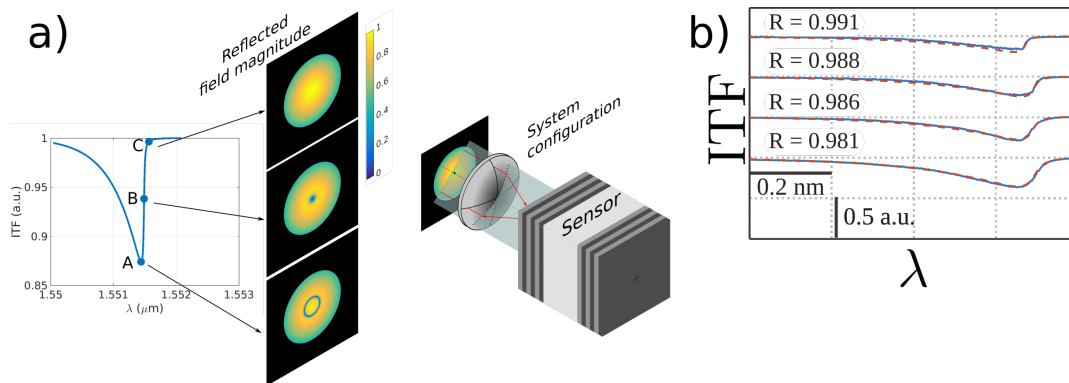 a)
Reflected
field magnitude
1
0.8
0.6
0.4
0.2
0
1
0.95
0.9
0.85
ITF (a.u.)
C
B
A
1.55
1.551
1.552
1.553
λ (μm)
System
configuration
Sensor
b)
ITF
R = 0.991
R = 0.988
R = 0.986
R = 0.981
0.2 nm
0.5 a.u.
λ